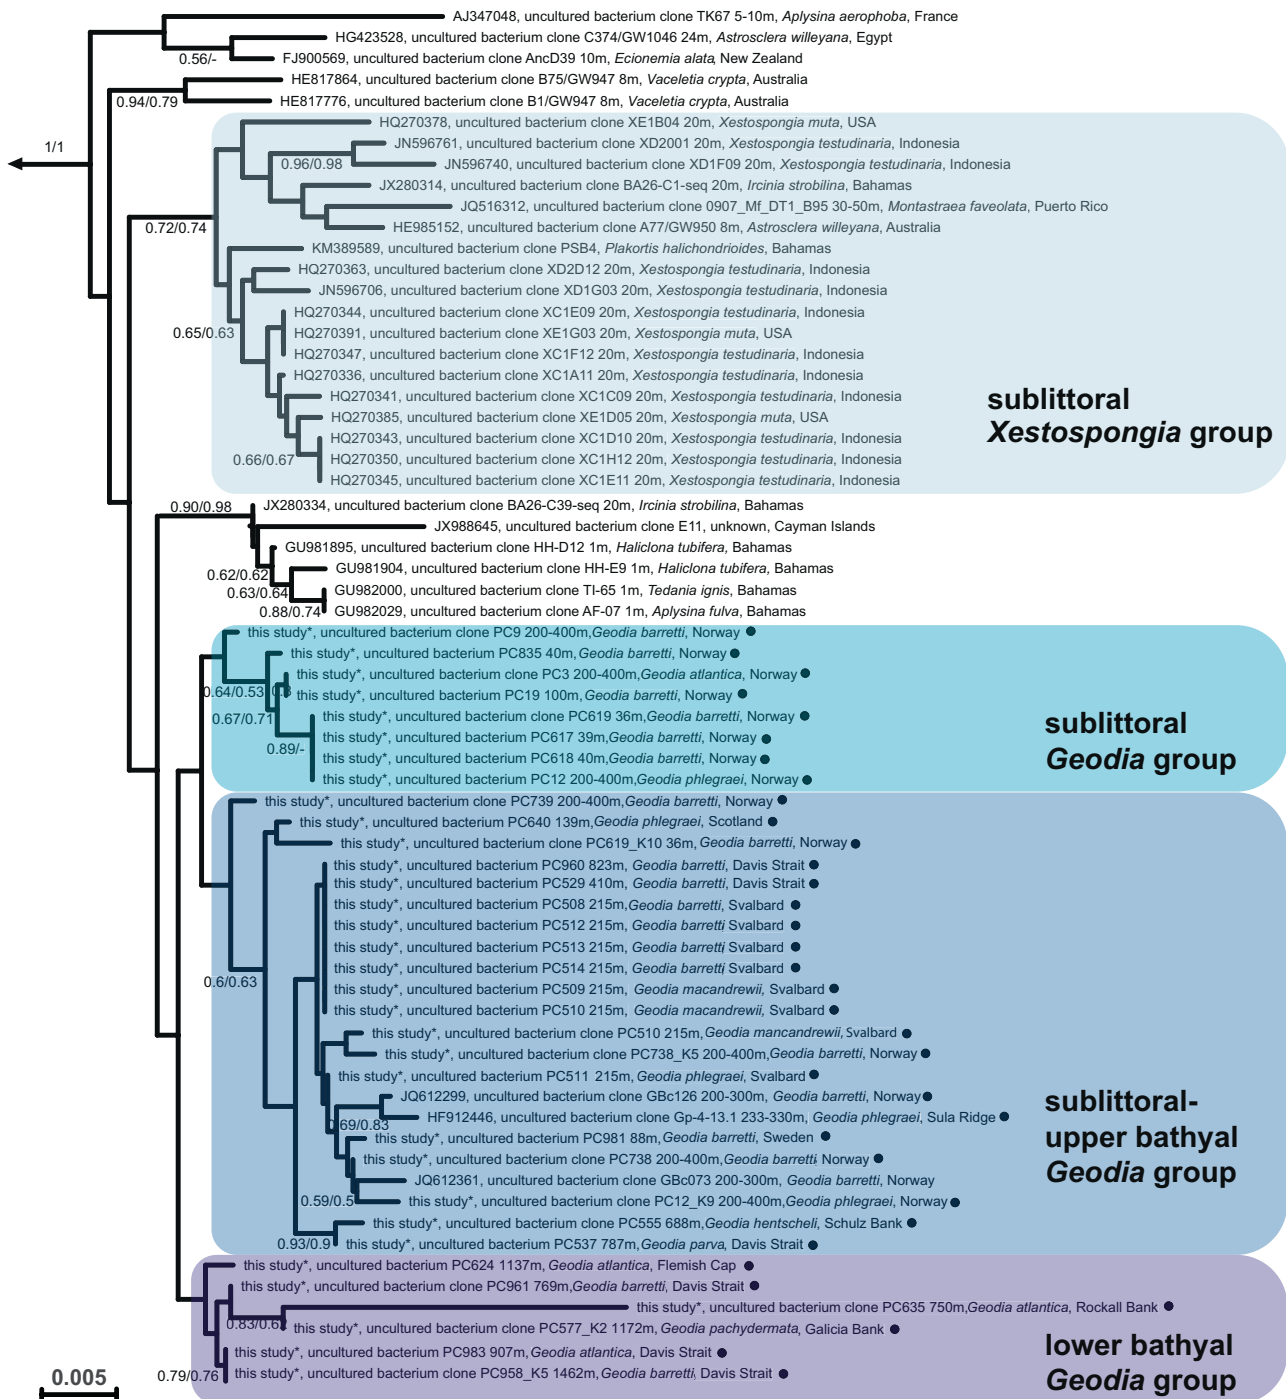 AJ347048, uncultured bacterium clone TK67 5-10m, Aplysina aerophoba, France
HG423528, uncultured bacterium clone C374/GW1046 24m, Astrosclera willeyana, Egypt
0.56/-
FJ900569, uncultured bacterium clone AncD39 10m, Ecionemia alata, New Zealand
HE817864, uncultured bacterium clone B75/GW947 8m, Vaceletia crypta, Australia
0.94/0.79
HE817776, uncultured bacterium clone B1/GW947 8m, Vaceletia crypta, Australia
HQ270378, uncultured bacterium clone XE1B04 20m, Xestospongia muta, USA
1/1
JN596761, uncultured bacterium clone XD2001 20m, Xestospongia testudinaria, Indonesia
0.96/0.98
JN596740, uncultured bacterium clone XD1F09 20m, Xestospongia testudinaria, Indonesia
JX280314, uncultured bacterium clone BA26-C1-seq 20m, Ircinia strobilina, Bahamas
JQ516312, uncultured bacterium clone 0907_Mf_DT1_B95 30-50m, Montastraea faveolata, Puerto Rico
0.72/0.74
HE985152, uncultured bacterium clone A77/GW950 8m, Astrosclera willeyana, Australia
KM389589, uncultured bacterium clone PSB4, Plakortis halichondrioides, Bahamas
HQ270363, uncultured bacterium clone XD2D12 20m, Xestospongia testudinaria, Indonesia
JN596706, uncultured bacterium clone XD1G03 20m, Xestospongia testudinaria, Indonesia
HQ270344, uncultured bacterium clone XC1E09 20m, Xestospongia testudinaria, Indonesia
0.65/0.63
HQ270391, uncultured bacterium clone XE1G03 20m, Xestospongia muta, USA
HQ270347, uncultured bacterium clone XC1F12 20m, Xestospongia testudinaria, Indonesia
HQ270336, uncultured bacterium clone XC1A11 20m, Xestospongia testudinaria, Indonesia
HQ270341, uncultured bacterium clone XC1C09 20m, Xestospongia testudinaria, Indonesia
HQ270385, uncultured bacterium clone XE1D05 20m, Xestospongia muta, USA
HQ270343, uncultured bacterium clone XC1D10 20m, Xestospongia testudinaria, Indonesia
0.66/0.67
HQ270350, uncultured bacterium clone XC1H12 20m, Xestospongia testudinaria, Indonesia
HQ270345, uncultured bacterium clone XC1E11 20m, Xestospongia testudinaria, Indonesia
sublittoral
Xestospongia group
0.90/0.98
JX280334, uncultured bacterium clone BA26-C39-seq 20m, Ircinia strobilina, Bahamas
JX988645, uncultured bacterium clone E11, unknown, Cayman Islands
GU981895, uncultured bacterium clone HH-D12 1m, Haliclona tubifera, Bahamas
0.62/0.62
GU981904, uncultured bacterium clone HH-E9 1m, Haliclona tubifera, Bahamas
0.63/0.64
GU982000, uncultured bacterium clone TI-65 1m, Tedania ignis, Bahamas
0.88/0.74
GU982029, uncultured bacterium clone AF-07 1m, Aplysina fulva, Bahamas
this study*, uncultured bacterium clone PC9 200-400m,Geodia barretti, Norway
this study*, uncultured bacterium PC835 40m, Geodia barretti, Norway
this study*, uncultured bacterium clone PC3 200-400m,Geodia atlantica, Norway
0.64/0.53
this study*, uncultured bacterium PC19 100m, Geodia barretti, Norway
0.67/0.71
this study*, uncultured bacterium clone PC619 36m,Geodia barretti, Norway
this study*, uncultured bacterium PC617 39m, Geodia barretti, Norway
0.89/-
this study*, uncultured bacterium PC618 40m, Geodia barretti, Norway
this study*, uncultured bacterium PC12 200-400m, Geodia phlegraei, Norway
sublittoral
Geodia group
this study*, uncultured bacterium clone PC739 200-400m,Geodia barretti, Norway
this study*, uncultured bacterium PC640 139m, Geodia phlegraei, Scotland
this study*, uncultured bacterium clone PC619_K10 36m, Geodia barretti, Norway
this study*, uncultured bacterium PC960 823m, Geodia barretti, Davis Strait
this study*, uncultured bacterium PC529 410m, Geodia barretti, Davis Strait
this study*, uncultured bacterium PC508 215m, Geodia barretti, Svalbard
this study*, uncultured bacterium PC512 215m, Geodia barretti, Svalbard
this study*, uncultured bacterium PC513 215m, Geodia barretti, Svalbard
this study*, uncultured bacterium PC514 215m, Geodia barretti, Svalbard
0.6/0.63
this study*, uncultured bacterium PC509 215m, Geodia macandrewii, Svalbard
this study*, uncultured bacterium PC510 215m, Geodia macandrewii, Svalbard
this study*, uncultured bacterium clone PC510 215m, Geodia mancandrewii, Svalbard
this study*, uncultured bacterium clone PC738_K5 200-400m,Geodia barretti, Norway
this study*, uncultured bacterium PC511 215m, Geodia phlegraei, Svalbard
JQ612299, uncultured bacterium clone GBc126 200-300m, Geodia barretti, Norway
HF912446, uncultured bacterium clone Gp-4-13.1 233-330m, Geodia phlegraei, Sula Ridge
0.69/0.83
this study*, uncultured bacterium PC981 88m, Geodia barretti, Sweden
this study*, uncultured bacterium PC738 200-400m, Geodia barretti, Norway
JQ612361, uncultured bacterium clone GBc073 200-300m, Geodia barretti, Norway
0.59/0.5
this study*, uncultured bacterium clone PC12_K9 200-400m, Geodia phlegraei, Norway
this study*, uncultured bacterium clone PC555 688m,Geodia hentscheli, Schulz Bank
0.93/0.9
this study*, uncultured bacterium PC537 787m, Geodia parva, Davis Strait
sublittoral-
upper bathyal
Geodia group
this study*, uncultured bacterium PC624 1137m, Geodia atlantica, Flemish Cap
this study*, uncultured bacterium clone PC961 769m, Geodia barretti, Davis Strait
this study*, uncultured bacterium clone PC635 750m,Geodia atlantica, Rockall Bank
this study*, uncultured bacterium clone PC577_K2 1172m, Geodia pachydermata, Galicia Bank
this study*, uncultured bacterium PC983 907m, Geodia atlantica, Davis Strait
0.79/0.76
this study*, uncultured bacterium clone PC958_K5 1462m, Geodia barretti, Davis Strait
lower bathyal
Geodia group
0.005